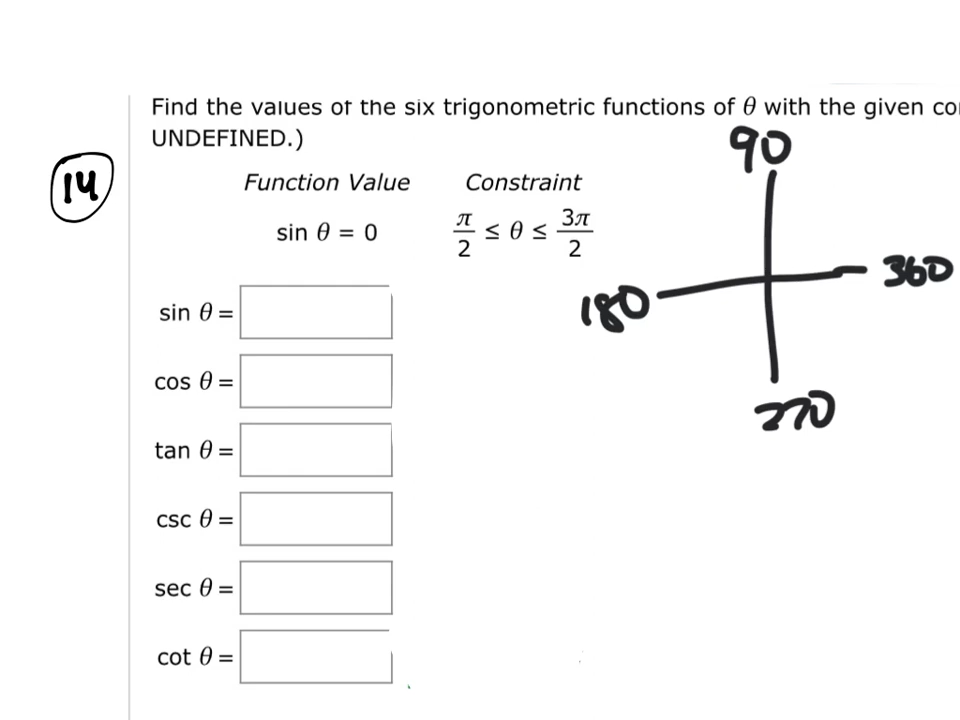 Find the values of the six trigonometric functions of θ with the given
UNDEFINED.)
90
14
Function Value Constraint
sin θ = 0 π/2 ≤ θ ≤ 3π/2
360
180
sin θ =
cos θ =
270
tan θ =
csc θ =
sec θ =
cot θ =